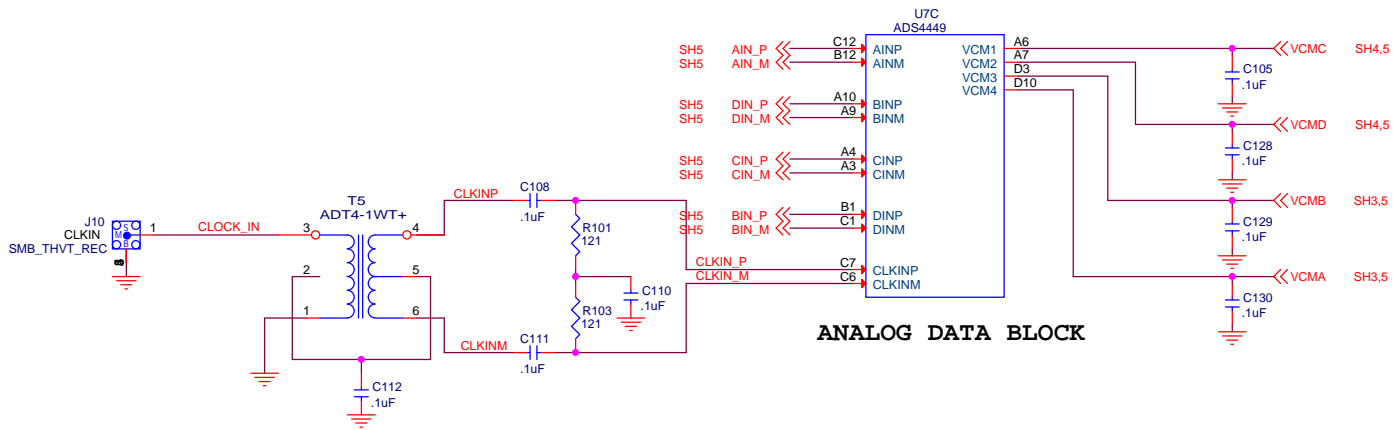 U7C
ADS4449
SH5 AIN_P C12 AINP VCM1 A6 VCMC SH4,5
SH5 AIN_M B12 AINM VCM2 A7
VCM3 D3
VCM4 D10
C105
.1uF
SH5 DIN_P A10 BINP
SH5 DIN_M A9 BINM
VCMD SH4,5
C128
.1uF
SH5 CIN_P A4 CINP
SH5 CIN_M A3 CINM
SH5 BIN_P B1 DINP
SH5 BIN_M C1 DINM
VCMB SH3,5
C129
.1uF
CLKIN_P C7 CLKINP
CLKIN_M C6 CLKINM
VCMA SH3,5
C130
.1uF
ANALOG DATA BLOCK
J10
CLKIN
SMB_THVT_REC
S
M
B
1 CLOCK_IN 3
T5
ADT4-1WT+
4 CLKINP
C108
.1uF
2 5
1 6
R101
121
C110
.1uF
R103
121
CLKINM
C111
.1uF
C112
.1uF